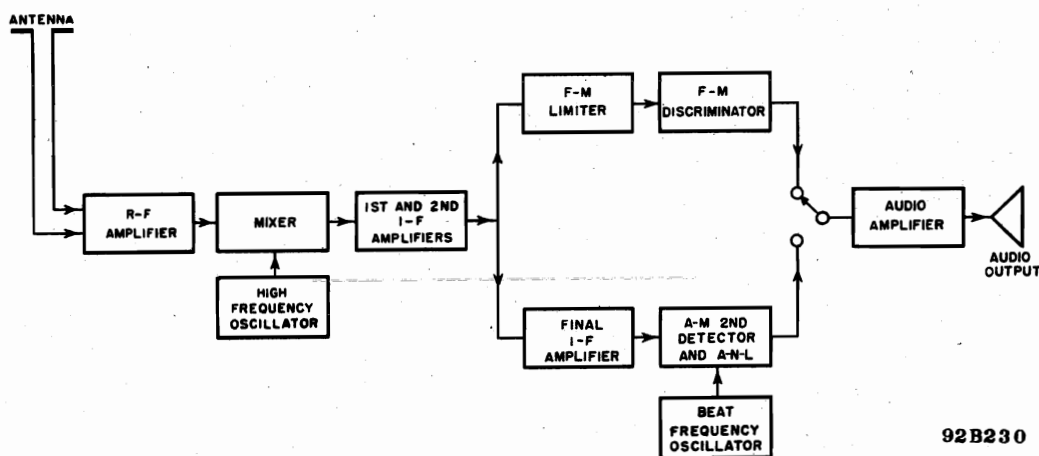 ANTENNA
F-M
LIMITER
F-M
DISCRIMINATOR
R-F
AMPLIFIER
MIXER
1ST AND 2ND
I-F
AMPLIFIERS
AUDIO
AMPLIFIER
AUDIO
OUTPUT
HIGH
FREQUENCY
OSCILLATOR
FINAL
I-F
AMPLIFIER
A-M 2ND
DETECTOR
AND A-N-L
BEAT
FREQUENCY
OSCILLATOR
92B230